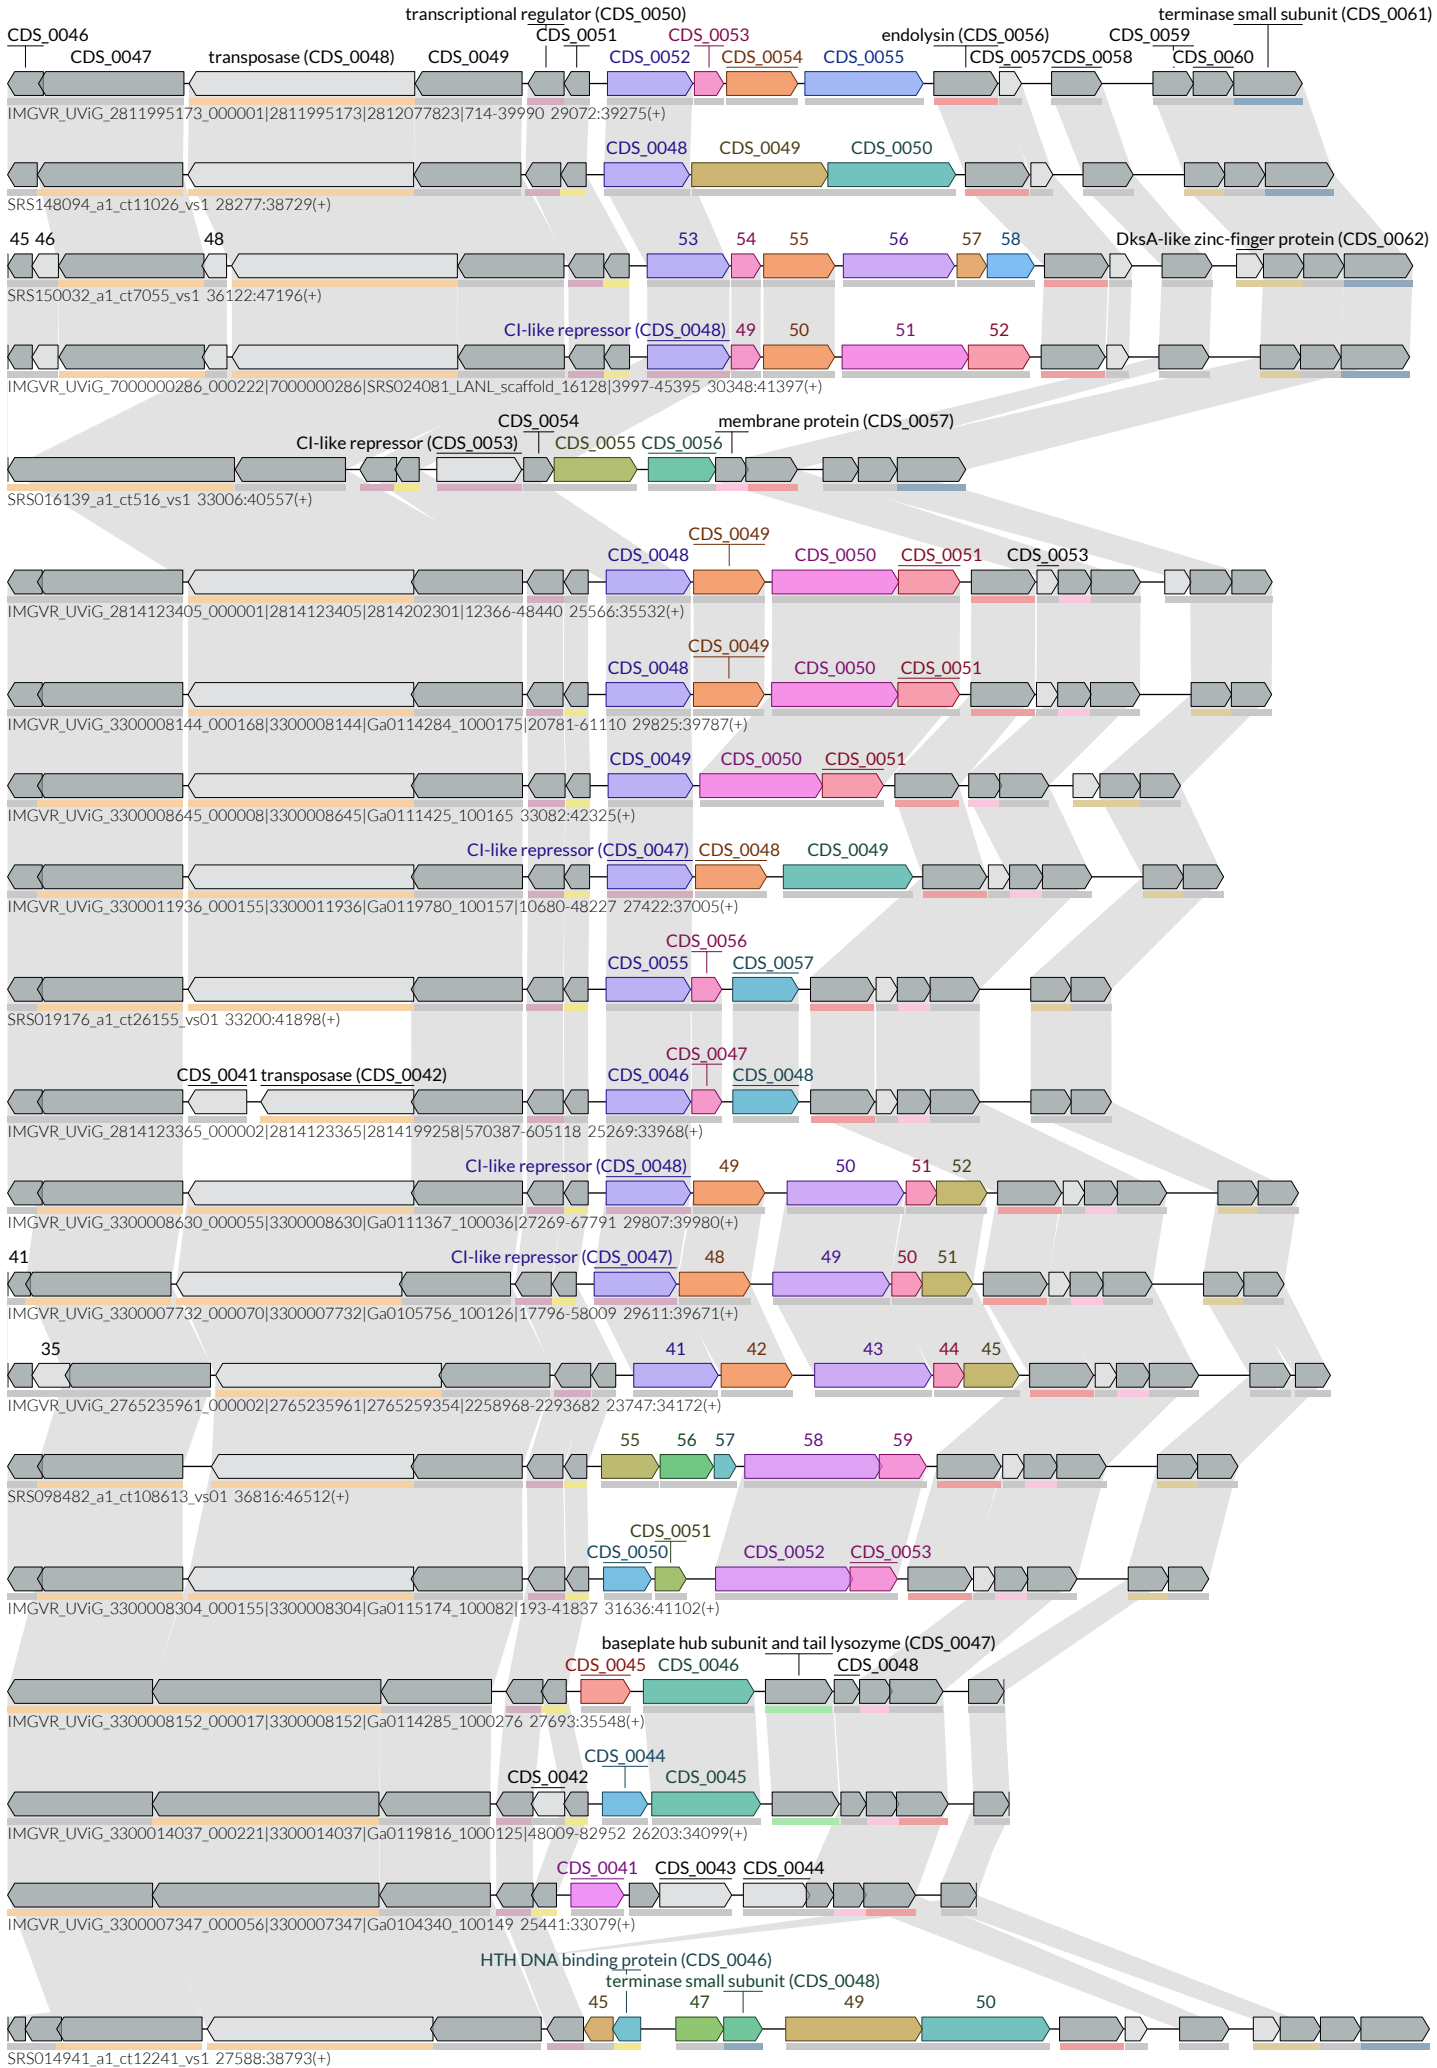 transcriptional regulator (CDS_0050) terminase small subunit (CDS_0061)
CDS_0046 CDS_0051 CDS_0053 endolysin (CDS_0056) CDS_0059
CDS_0047 transposase (CDS_0048) CDS_0049 CDS_0052 CDS_0054 CDS_0055 CDS_0057 CDS_0058 CDS_0060
IMGVR_UViG_2811995173_000001|2811995173|2812077823|714-39990 29072:39275(+)
CDS_0048 CDS_0049 CDS_0050
SRS148094_a1_ct11026_vs1 28277:38729(+)
45 46 48 53 54 55 56 57 58 DksA-like zinc-finger protein (CDS_0062)
SRS150032_a1_ct7055_vs1 36122:47196(+)
CI-like repressor (CDS_0048) 49 50 51 52
IMGVR_UViG_7000000286_000222|7000000286|SRS024081_LANL_scaffold_16128|3997-45395 30348:41397(+)
CDS_0054 membrane protein (CDS_0057)
CI-like repressor (CDS_0053) CDS_0055 CDS_0056
SRS016139_a1_ct516_vs1 33006:40557(+)
CDS_0049
CDS_0048 CDS_0050 CDS_0051 CDS_0053
IMGVR_UViG_2814123405_000001|2814123405|2814202301|12366-48440 25566:35532(+)
CDS_0049
CDS_0048 CDS_0050 CDS_0051
IMGVR_UViG_3300008144_000168|3300008144|Ga0114284_1000175|20781-61110 29825:39787(+)
CDS_0049 CDS_0050 CDS_0051
IMGVR_UViG_3300008645_000008|3300008645|Ga0111425_100165 33082:42325(+)
CI-like repressor (CDS_0047) CDS_0048 CDS_0049
IMGVR_UViG_3300011936_000155|3300011936|Ga0119780_100157|10680-48227 27422:37005(+)
CDS_0056
CDS_0055 CDS_0057
SRS019176_a1_ct26155_vs01 33200:41898(+)
CDS_0047
CDS_0041 transposase (CDS_0042) CDS_0046 CDS_0048
IMGVR_UViG_2814123365_000002|2814123365|2814199258|570387-605118 25269:33968(+)
CI-like repressor (CDS_0048) 49 50 51 52
IMGVR_UViG_3300008630_000055|3300008630|Ga0111367_100036|27269-67791 29807:39980(+)
41 CI-like repressor (CDS_0047) 48 49 50 51
IMGVR_UViG_3300007732_000070|3300007732|Ga0105756_100126|17796-58009 29611:39671(+)
35 41 42 43 44 45
IMGVR_UViG_2765235961_000002|2765235961|2765259354|2258968-2293682 23747:34172(+)
55 56 57 58 59
SRS098482_a1_ct108613_vs01 36816:46512(+)
CDS_0051
CDS_0050 CDS_0052 CDS_0053
IMGVR_UViG_3300008304_000155|3300008304|Ga0115174_100082|193-41837 31636:41102(+)
baseplate hub subunit and tail lysozyme (CDS_0047)
CDS_0045 CDS_0046 CDS_0048
IMGVR_UViG_3300008152_000017|3300008152|Ga0114285_1000276 27693:35548(+)
CDS_0044
CDS_0042 CDS_0045
IMGVR_UViG_3300014037_000221|3300014037|Ga0119816_1000125|48009-82952 26203:34099(+)
CDS_0041 CDS_0043 CDS_0044
IMGVR_UViG_3300007347_000056|3300007347|Ga0104340_100149 25441:33079(+)
HTH DNA binding protein (CDS_0046)
terminase small subunit (CDS_0048)
45 47 49 50
SRS014941_a1_ct12241_vs1 27588:38793(+)